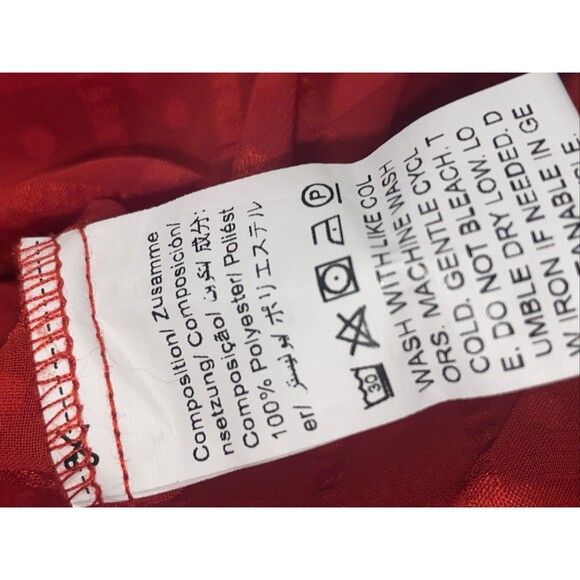 Composition/ Zusamme
nsetzung/ Composición/
Composição/ تكوين 成分:
100% Polyester/ Poliést
er/ بوليستر ポリエステル
30
P
WASH WITH LIKE COL
ORS. MACHINE WASH
COLD. GENTLE CYCL
E. DO NOT BLEACH. T
UMBLE DRY LOW. LO
W IRON IF NEEDED. D